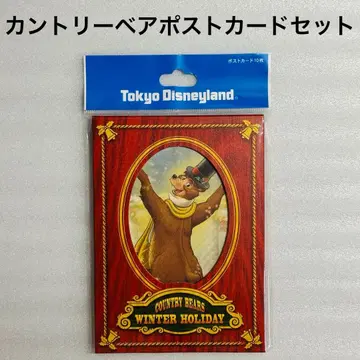 カントリーベアポストカードセット
ポストカード10枚
Tokyo Disneyland®
COUNTRY BEARS
WINTER HOLIDAY